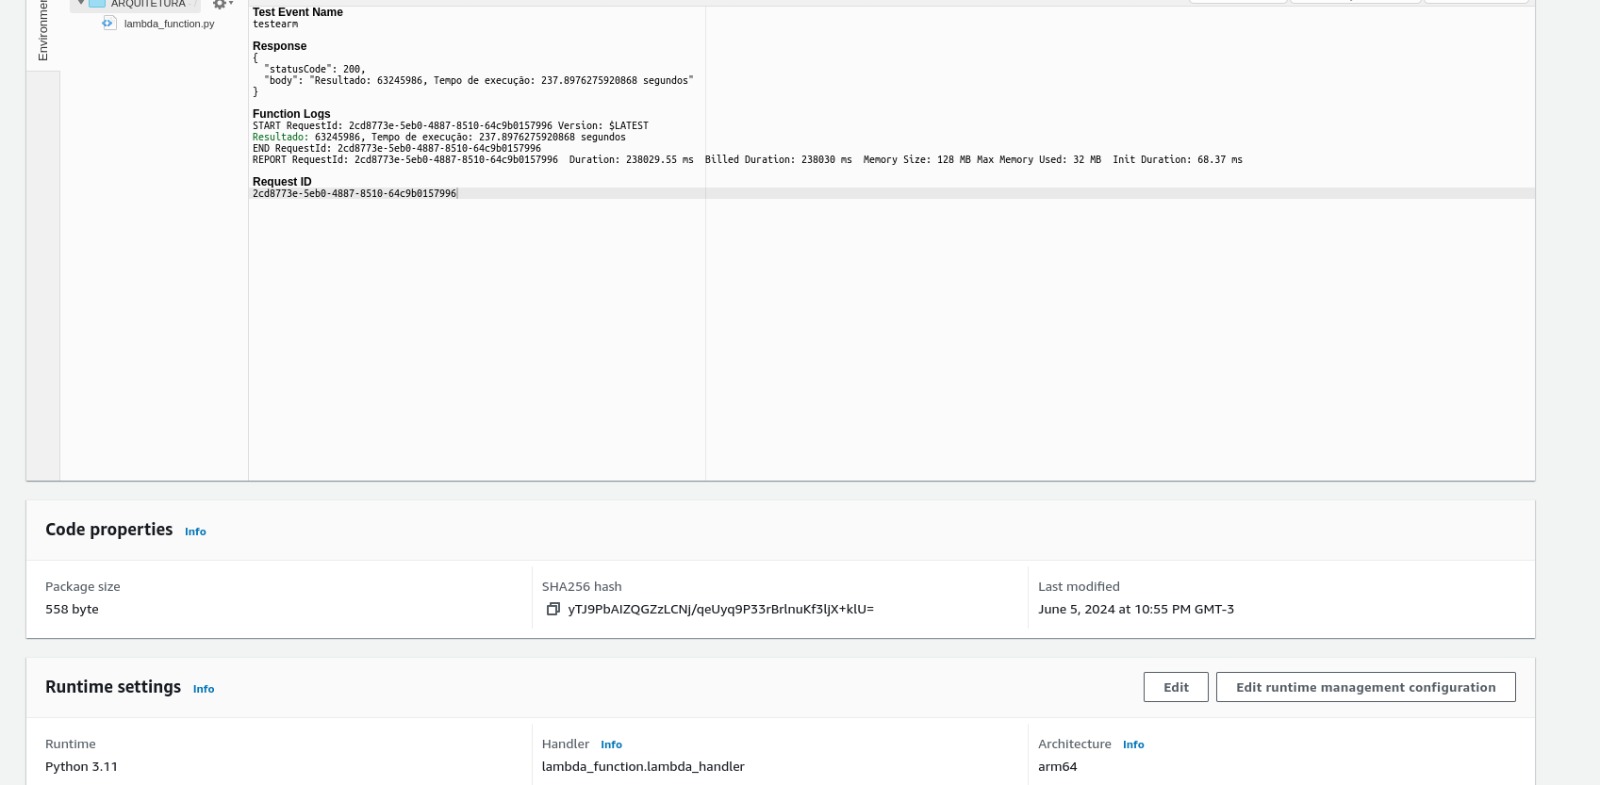 ARQUITETURA
lambda_function.py
Environmen
Test Event Name
testearm
Response
{
"statusCode": 200,
"body": "Resultado: 63245986, Tempo de execução: 237.8976275920868 segundos"
}
Function Logs
START RequestId: 2cd8773e-5eb0-4887-8510-64c9b0157996 Version: $LATEST
Resultado: 63245986, Tempo de execução: 237.8976275920868 segundos
END RequestId: 2cd8773e-5eb0-4887-8510-64c9b0157996
REPORT RequestId: 2cd8773e-5eb0-4887-8510-64c9b0157996 Duration: 238029.55 ms Billed Duration: 238030 ms Memory Size: 128 MB Max Memory Used: 32 MB Init Duration: 68.37 ms
Request ID
2cd8773e-5eb0-4887-8510-64c9b0157996
Code properties Info
Package size
558 byte
SHA256 hash
yTJ9PbAIZQGZzLCNj/qeUyq9P33rBrlnuKf3ljX+klU=
Last modified
June 5, 2024 at 10:55 PM GMT-3
Runtime settings Info
Edit
Edit runtime management configuration
Runtime
Python 3.11
Handler Info
lambda_function.lambda_handler
Architecture Info
arm64